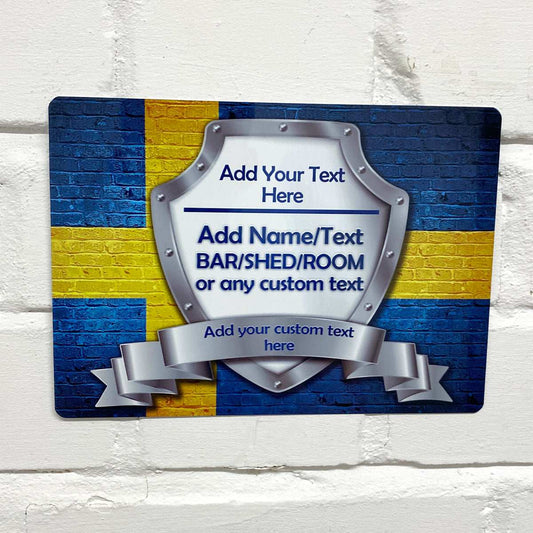 Add Your Text
Here
Add Name/Text
BAR/SHED/ROOM
or any custom text
Add your custom text
here